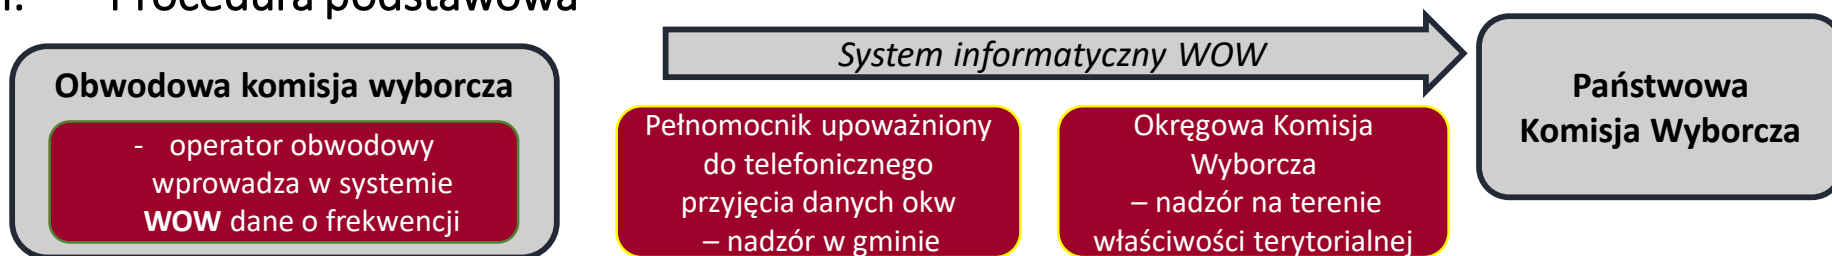 Procedura podstawowa
System informatyczny WOW
Obwodowa komisja wyborcza
- operator obwodowy
wprowadza w systemie
WOW dane o frekwencji
Pełnomocnik upoważniony
do telefonicznego
przyjęcia danych okw
– nadzór w gminie
Okręgowa Komisja
Wyborcza
– nadzór na terenie
właściwości terytorialnej
Państwowa
Komisja Wyborcza